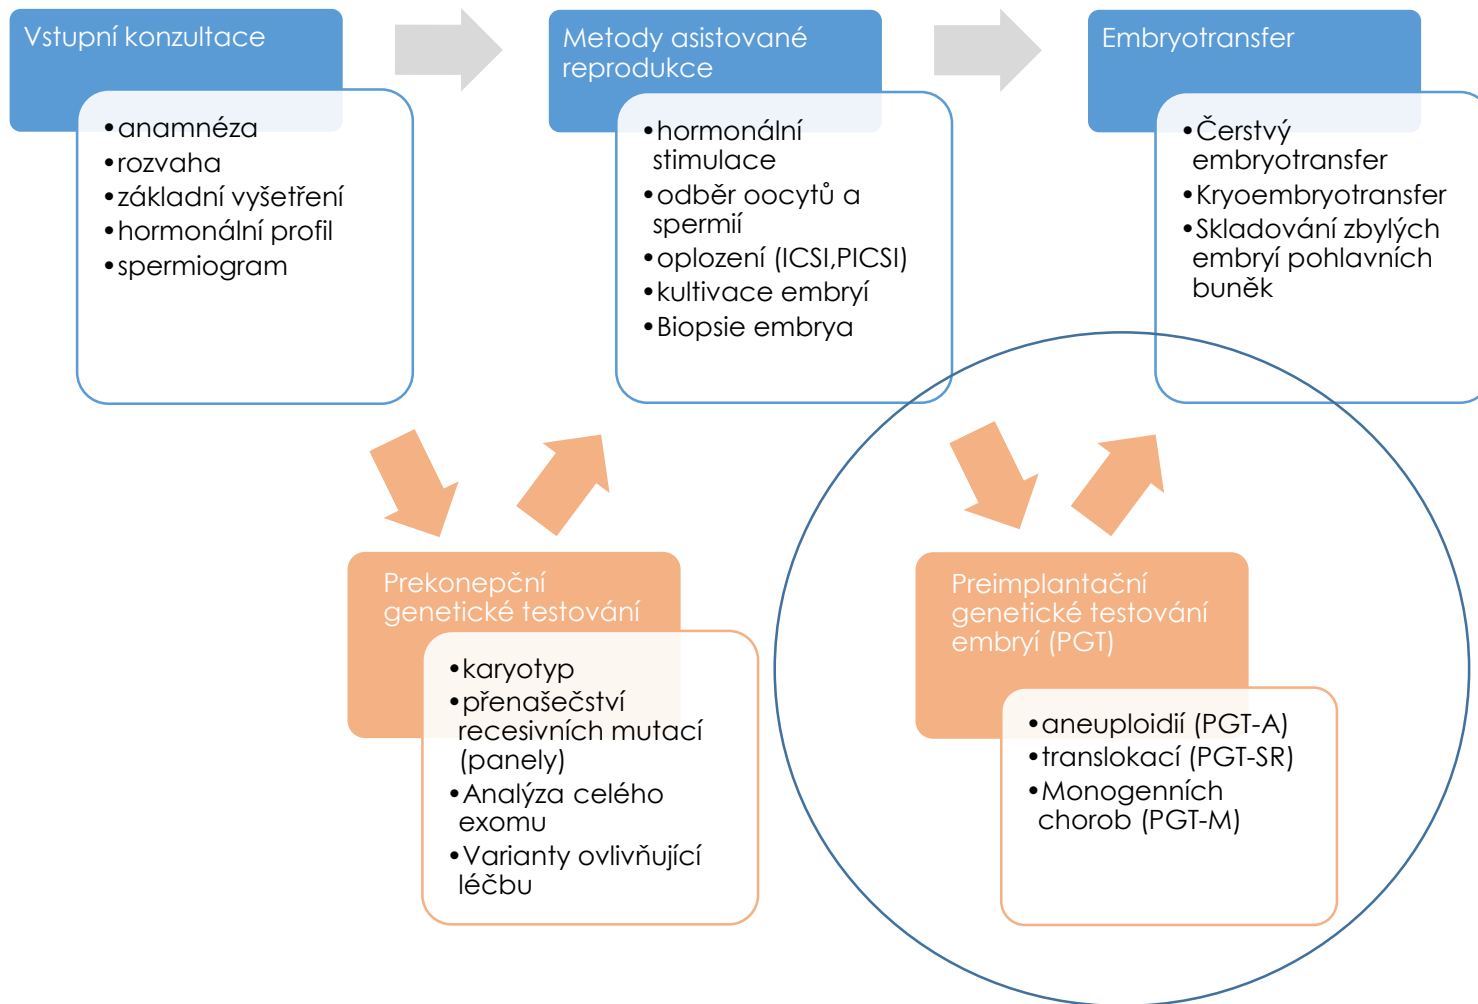 Vstupní konzultace
•anamnéza
•rozvaha
•základní vyšetření
•hormonální profil
•spermiogram
Metody asistované
reprodukce
•hormonální
stimulace
•odběr oocytů a
spermií
•oplození (ICSI,PICSI)
•kultivace embryí
•Biopsie embrya
Embryotransfer
•Čerstvý
embryotransfer
•Kryoembryotransfer
•Skladování zbylých
embryí pohlavních
buněk
Prekonepční
genetické testování
•karyotyp
•přenašečství
recesivních mutací
(panely)
•Analýza celého
exomu
•Varianty ovlivňující
léčbu
Preimplantační
genetické testování
embryí (PGT)
•aneuploidií (PGT-A)
•translokací (PGT-SR)
•Monogenních
chorob (PGT-M)